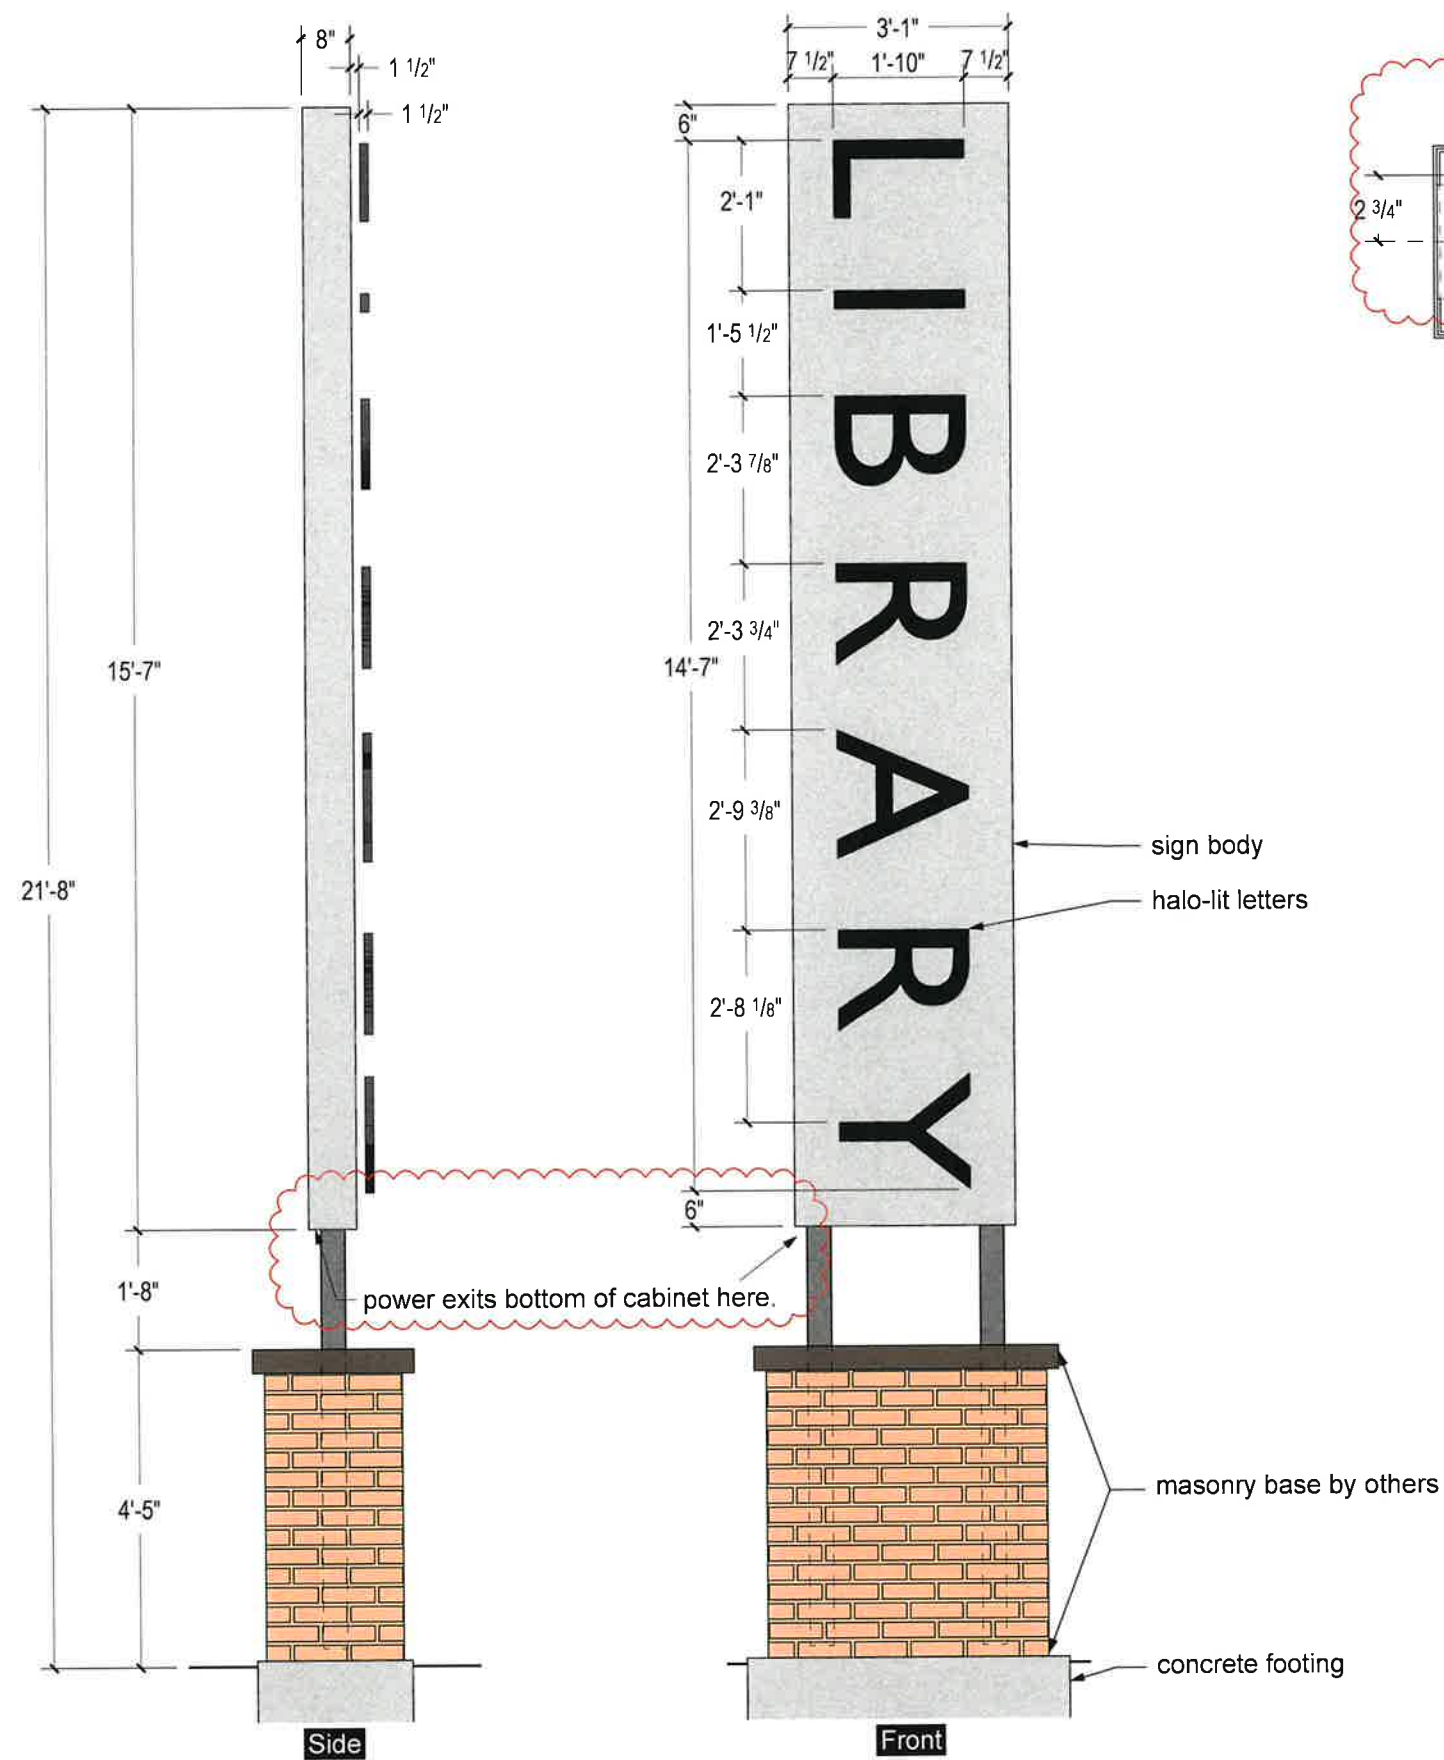 8"
1 1/2"
1 1/2"
21'-8"
15'-7"
1'-8"
4'-5"
3'-1"
7 1/2" 1'-10" 7 1/2"
6"
2'-1"
1'-5 1/2"
2'-3 7/8"
2'-3 3/4"
14'-7"
2'-9 3/8"
2'-8 1/8"
6"
LIBRARY
sign body
halo-lit letters
power exits bottom of cabinet here.
masonry base by others
concrete footing
Side
Front
2 3/4"